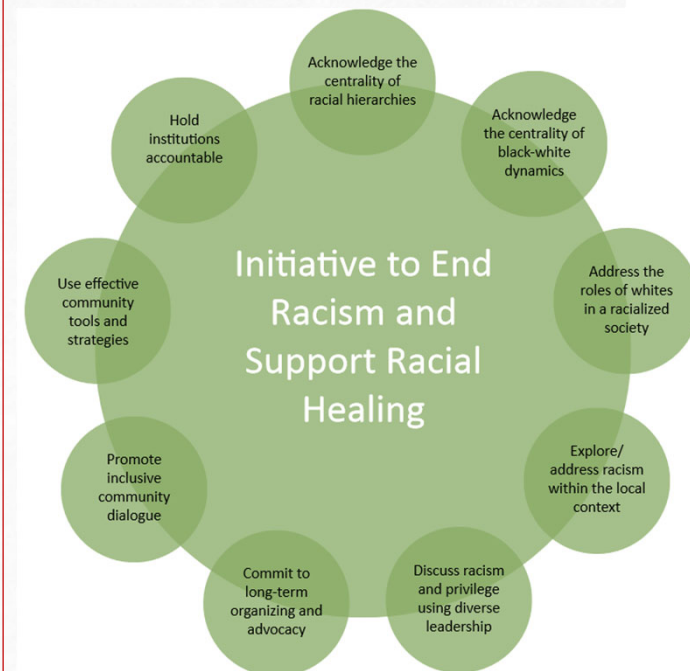 Acknowledge the
centrality of
racial hierarchies
Acknowledge
the centrality of
black-white
dynamics
Address the
roles of whites
in a racialized
society
Explore/
address racism
within the local
context
Discuss racism
and privilege
using diverse
leadership
Commit to
long-term
organizing and
advocacy
Promote
inclusive
community
dialogue
Use effective
community
tools and
strategies
Hold
institutions
accountable
Initiative to End
Racism and
Support Racial
Healing